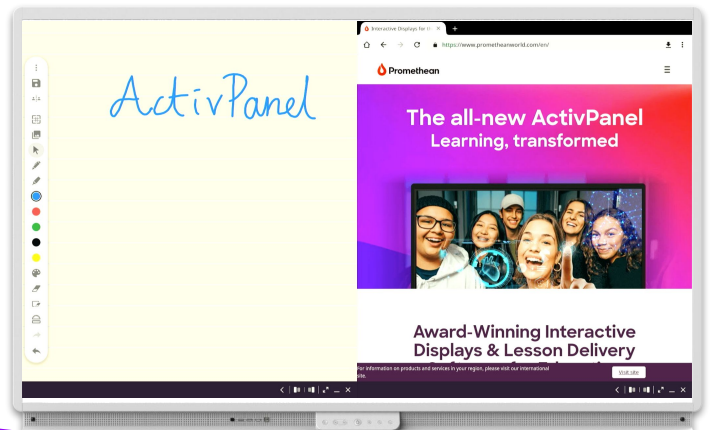 ActivPanel
Interactive Displays for
https://www.prometheanworld.com/en/
Promethean
The all-new ActivPanel
Learning, transformed
Award-Winning Interactive
Displays & Lesson Delivery
For information on products and services in your region, please visit our international
site.
Visit site